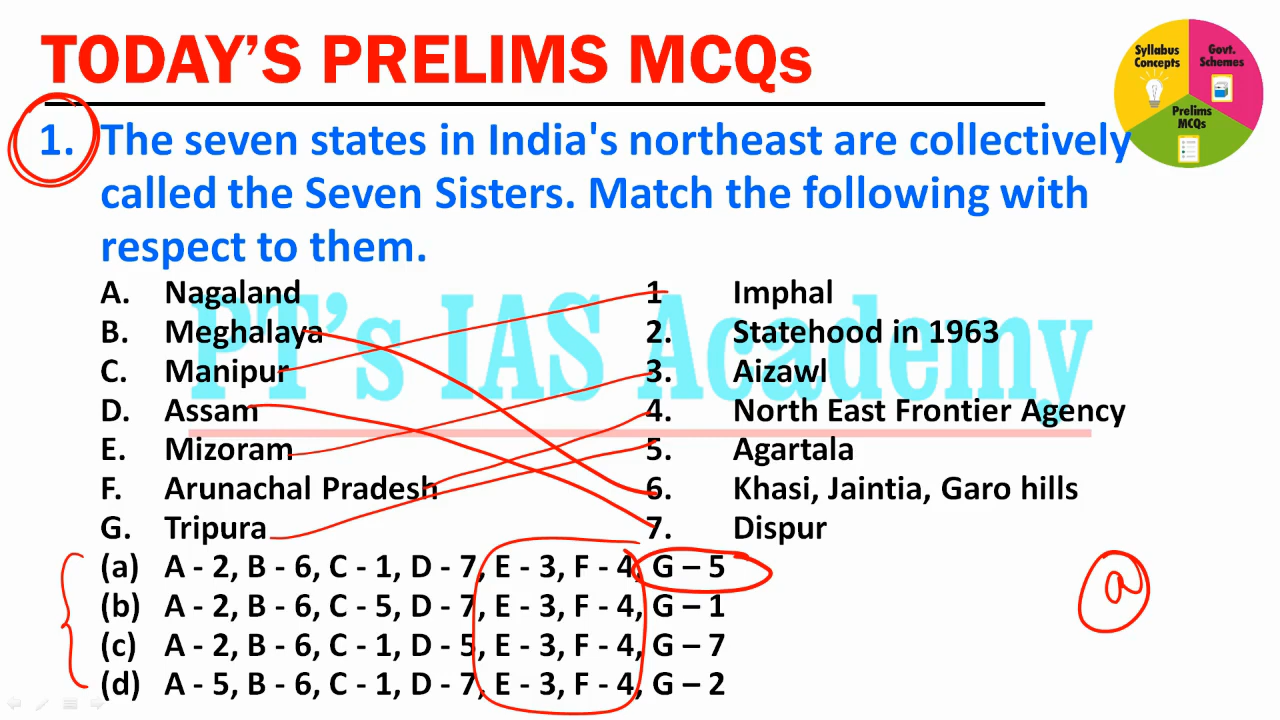 TODAY'S PRELIMS MCQs
Syllabus Concepts
Govt. Schemes
Prelims MCQs
1. The seven states in India's northeast are collectively
called the Seven Sisters. Match the following with
respect to them.
PT's IAS Academy
A. Nagaland 1 Imphal
B. Meghalaya 2. Statehood in 1963
C. Manipur 3. Aizawl
D. Assam 4. North East Frontier Agency
E. Mizoram 5. Agartala
F. Arunachal Pradesh 6. Khasi, Jaintia, Garo hills
G. Tripura 7. Dispur
(a) A - 2, B - 6, C - 1, D - 7, E - 3, F - 4, G – 5
(b) A - 2, B - 6, C - 5, D - 7, E - 3, F - 4, G – 1
(c) A - 2, B - 6, C - 1, D - 5, E - 3, F - 4, G – 7
(d) A - 5, B - 6, C - 1, D - 7, E - 3, F - 4, G – 2
a